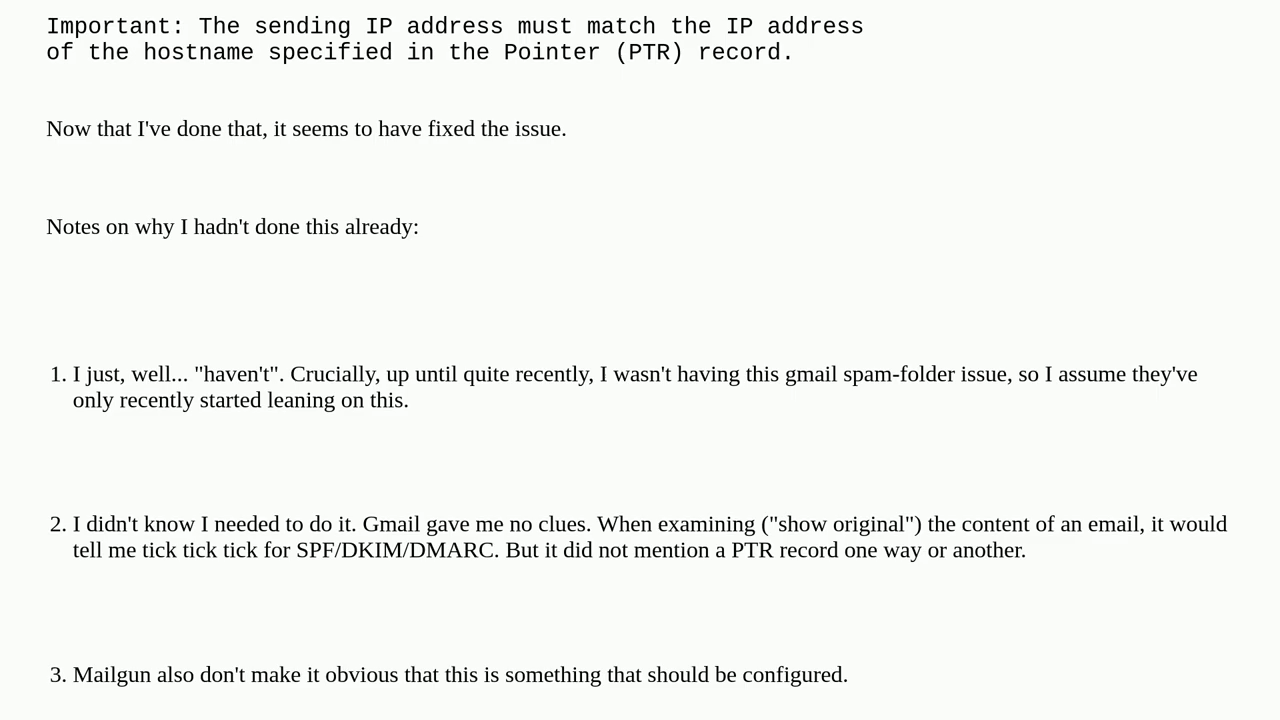 Important: The sending IP address must match the IP address
of the hostname specified in the Pointer (PTR) record.
Now that I've done that, it seems to have fixed the issue.
Notes on why I hadn't done this already:
1. I just, well... "haven't". Crucially, up until quite recently, I wasn't having this gmail spam-folder issue, so I assume they've
only recently started leaning on this.
2. I didn't know I needed to do it. Gmail gave me no clues. When examining ("show original") the content of an email, it would
tell me tick tick tick for SPF/DKIM/DMARC. But it did not mention a PTR record one way or another.
3. Mailgun also don't make it obvious that this is something that should be configured.